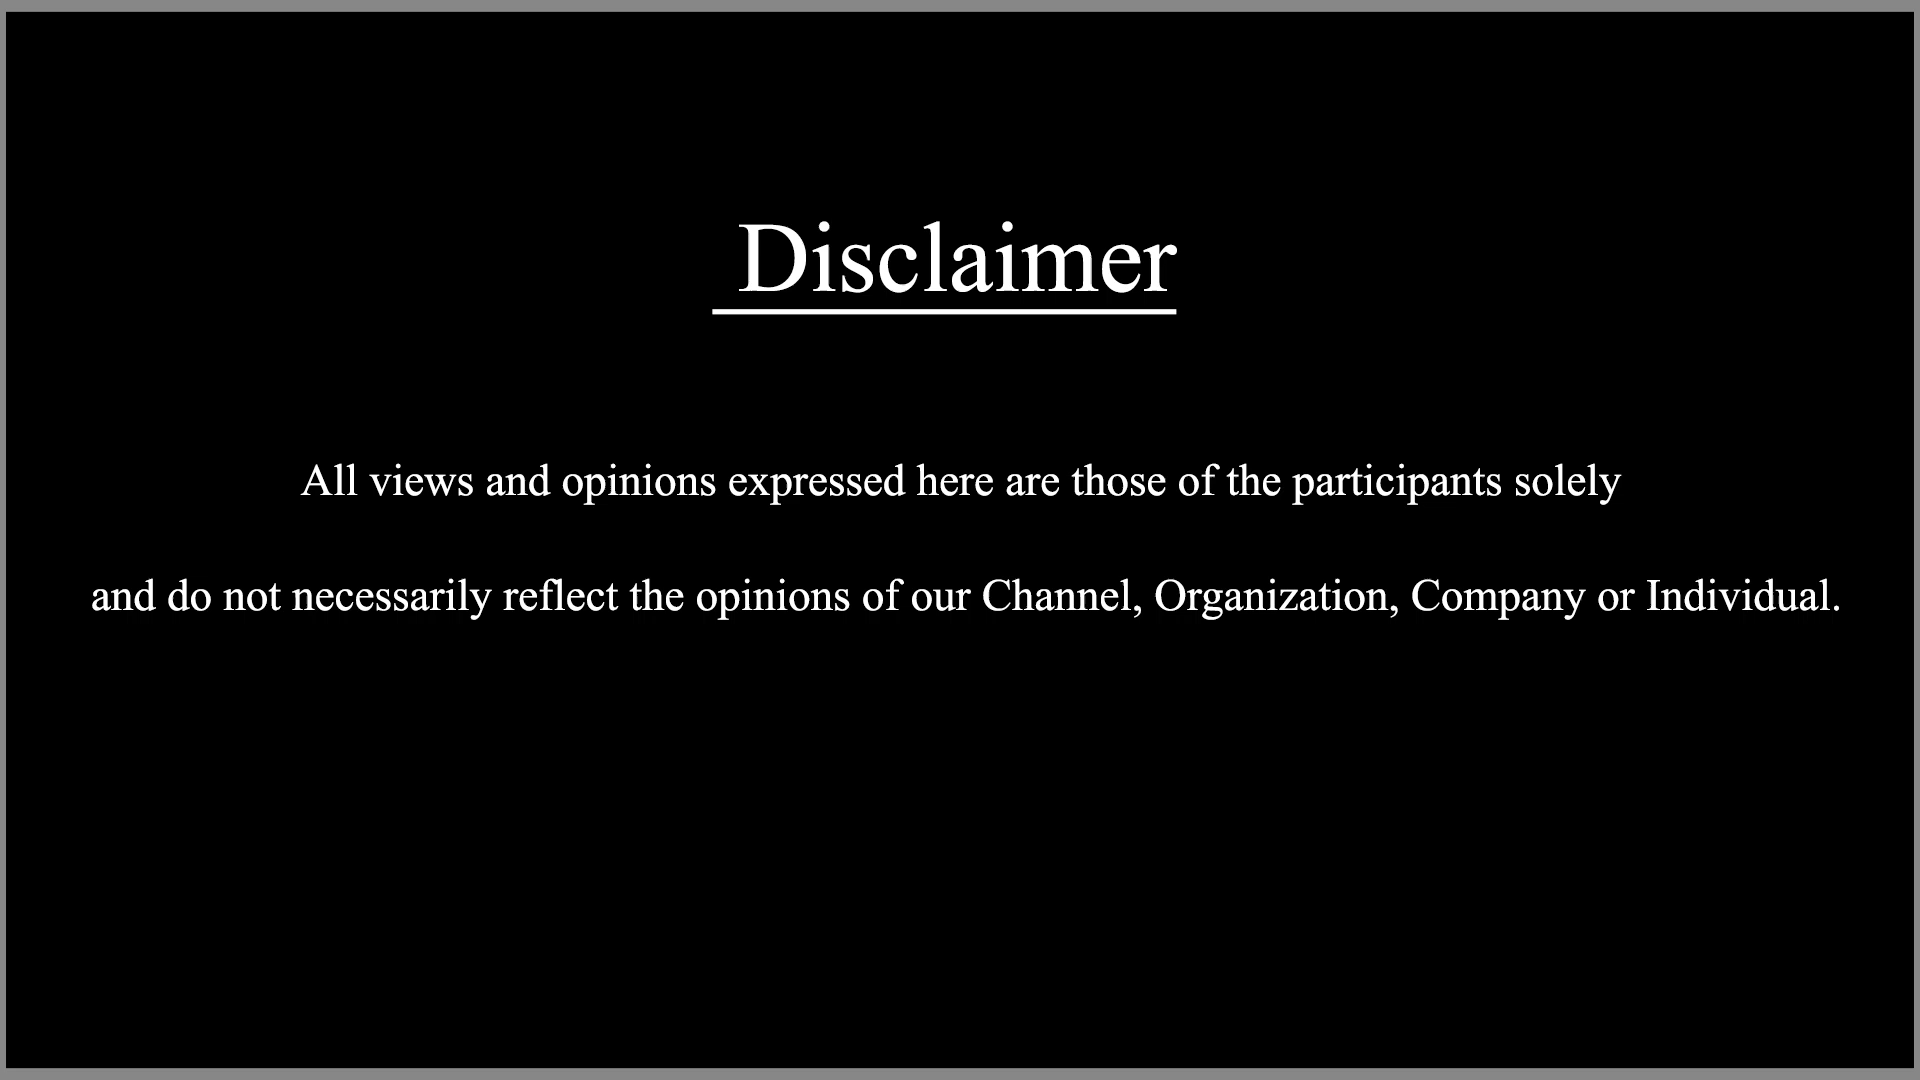 Disclaimer
All views and opinions expressed here are those of the participants solely
and do not necessarily reflect the opinions of our Channel, Organization, Company or Individual.